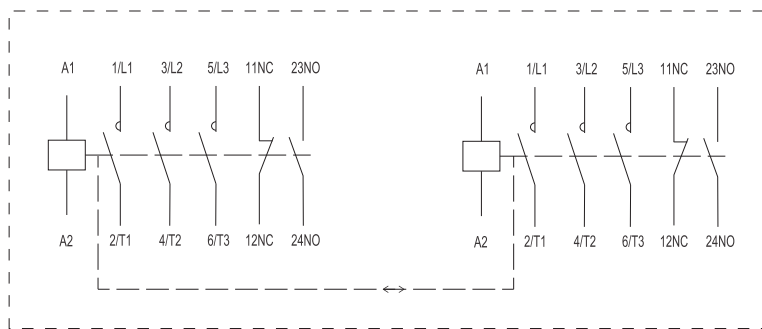 A1 1/L1 3/L2 5/L3 11NC 23NO
A2 2/T1 4/T2 6/T3 12NC 24NO
A1 1/L1 3/L2 5/L3 11NC 23NO
A2 2/T1 4/T2 6/T3 12NC 24NO